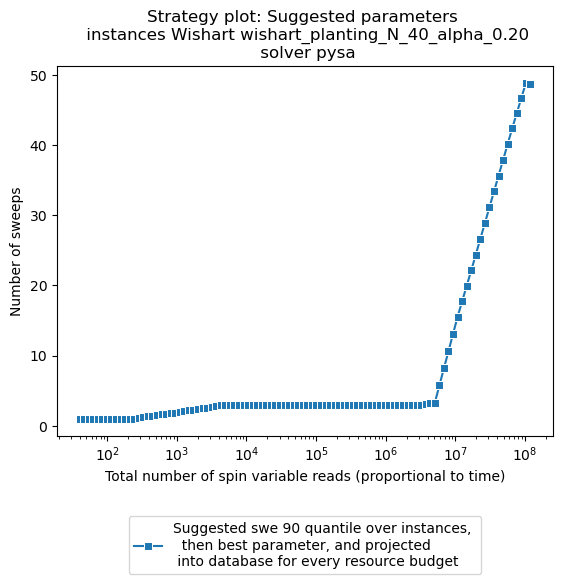 Strategy plot: Suggested parameters
instances Wishart wishart_planting_N_40_alpha_0.20
solver pysa
50
40
30
20
10
0
Number of sweeps
10^2 10^3 10^4 10^5 10^6 10^7 10^8
Total number of spin variable reads (proportional to time)
Suggested swe 90 quantile over instances,
then best parameter, and projected
into database for every resource budget